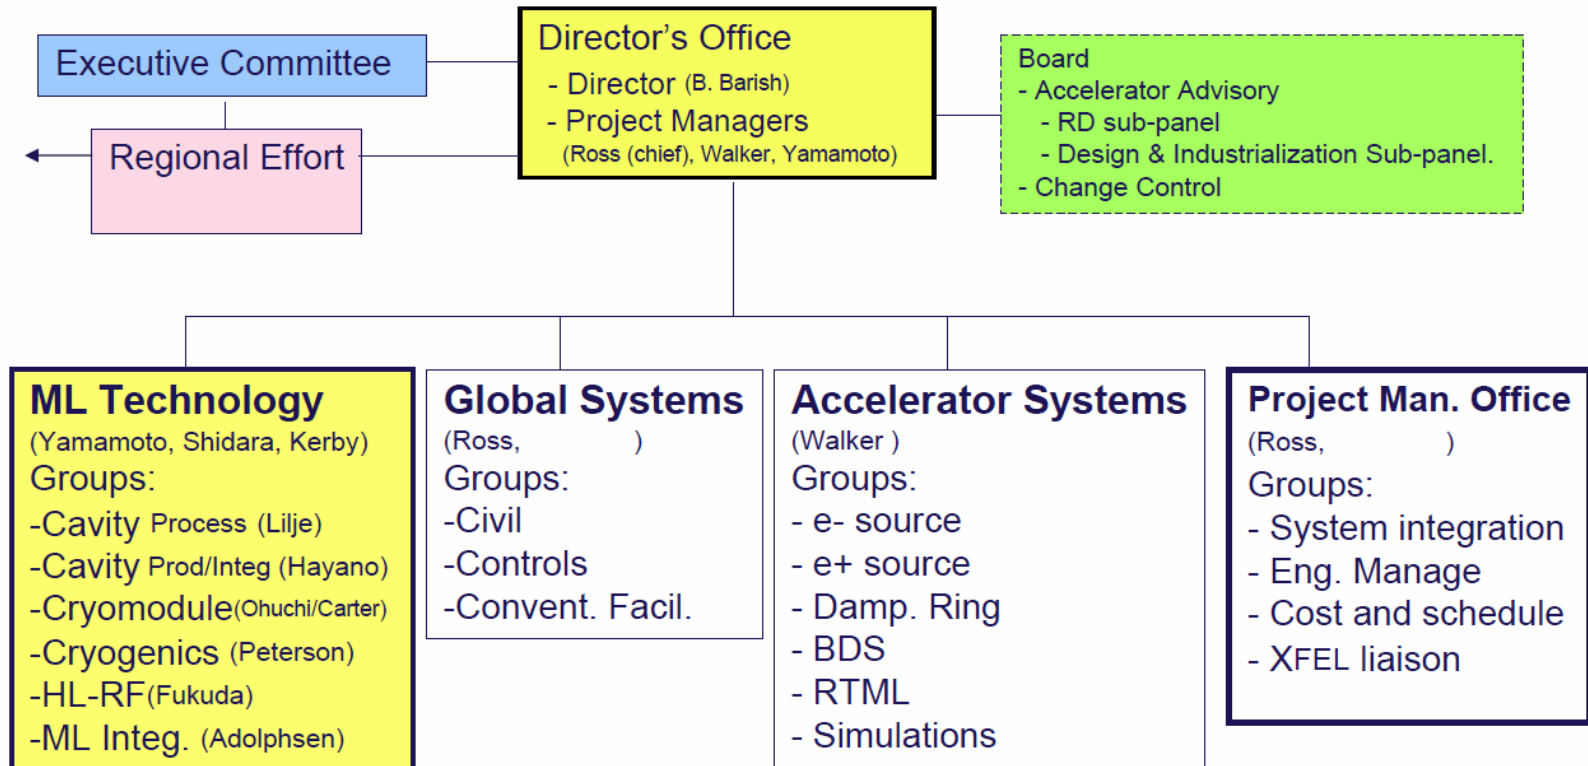 Executive Committee
Regional Effort
Director's Office
- Director (B. Barish)
- Project Managers
(Ross (chief), Walker, Yamamoto)
Board
- Accelerator Advisory
- RD sub-panel
- Design & Industrialization Sub-panel.
- Change Control
ML Technology
(Yamamoto, Shidara, Kerby)
Groups:
-Cavity Process (Lilje)
-Cavity Prod/Integ (Hayano)
-Cryomodule(Ohuchi/Carter)
-Cryogenics (Peterson)
-HL-RF(Fukuda)
-ML Integ. (Adolphsen)
Global Systems
(Ross, )
Groups:
-Civil
-Controls
-Convent. Facil.
Accelerator Systems
(Walker )
Groups:
- e- source
- e+ source
- Damp. Ring
- BDS
- RTML
- Simulations
Project Man. Office
(Ross, )
Groups:
- System integration
- Eng. Manage
- Cost and schedule
- XFEL liaison